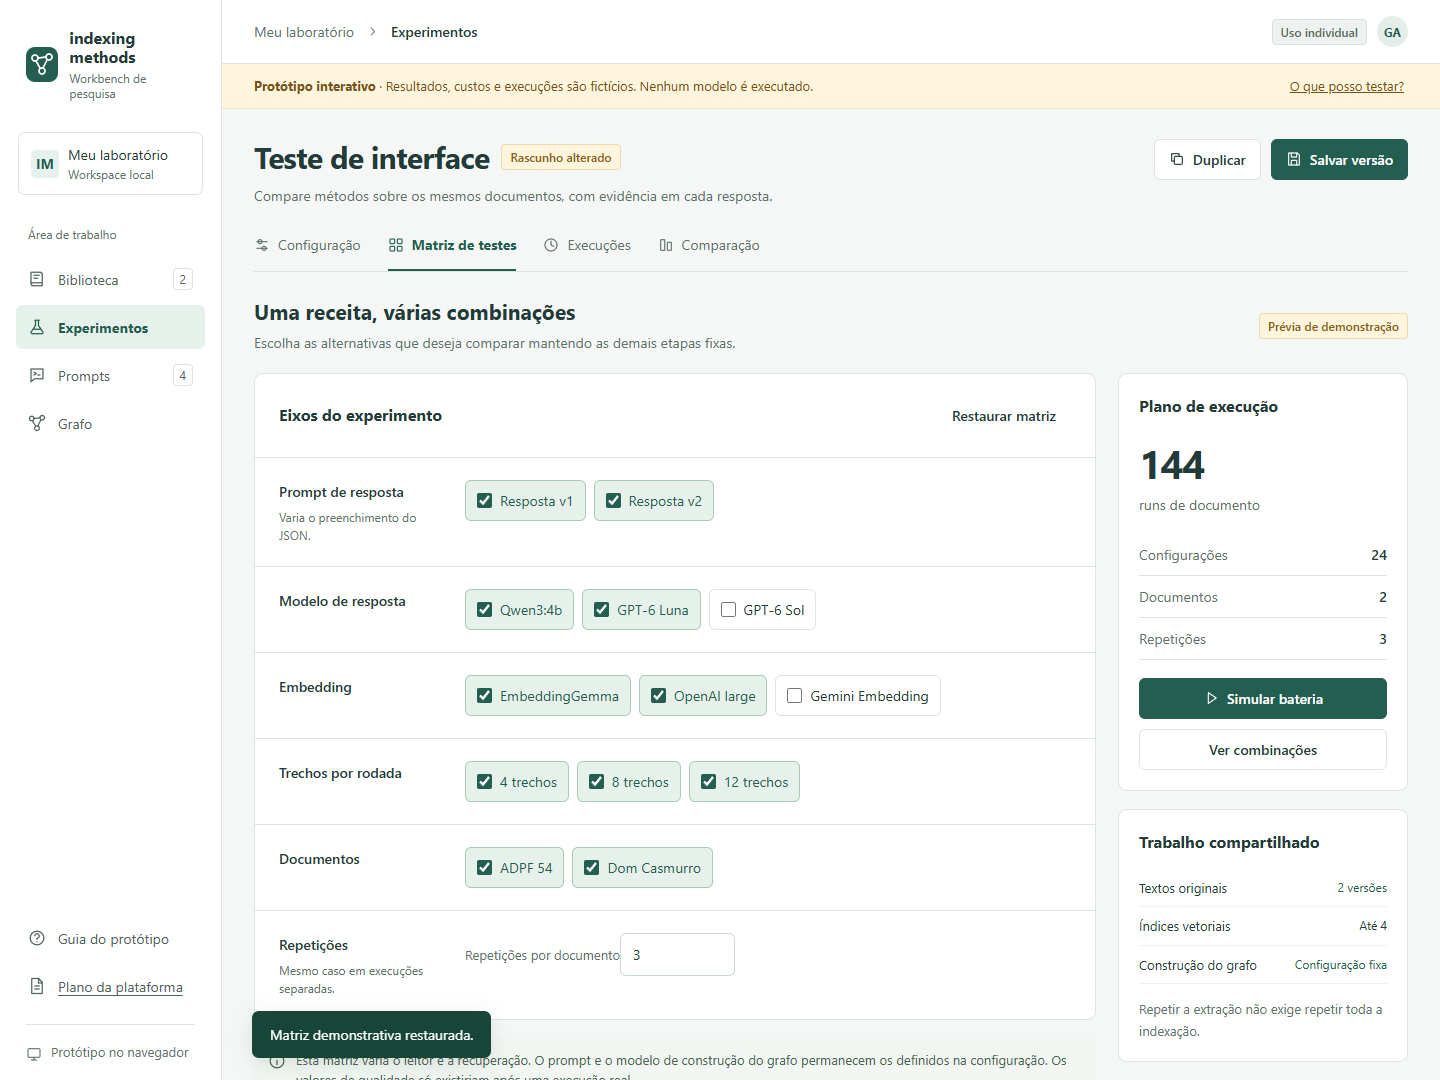 indexing
methods
Workbench de
pesquisa
IM
Meu laboratório
Workspace local
Área de trabalho
Biblioteca 2
Experimentos
Prompts 4
Grafo
Guia do protótipo
Plano da plataforma
Protótipo no navegador
Meu laboratório > Experimentos
Uso individual GA
Protótipo interativo · Resultados, custos e execuções são fictícios. Nenhum modelo é executado.
O que posso testar?
Teste de interface Rascunho alterado
Duplicar Salvar versão
Compare métodos sobre os mesmos documentos, com evidência em cada resposta.
Configuração Matriz de testes Execuções Comparação
Uma receita, várias combinações
Escolha as alternativas que deseja comparar mantendo as demais etapas fixas.
Prévia de demonstração
Eixos do experimento Restaurar matriz
Prompt de resposta
Varia o preenchimento do
JSON.
Resposta v1 Resposta v2
Modelo de resposta
Qwen3:4b GPT-6 Luna GPT-6 Sol
Embedding
EmbeddingGemma OpenAI large Gemini Embedding
Trechos por rodada
4 trechos 8 trechos 12 trechos
Documentos
ADPF 54 Dom Casmurro
Repetições
Mesmo caso em execuções
separadas.
Repetições por documento 3
Matriz demonstrativa restaurada.
Esta matriz varia o leitor e a recuperação. O prompt e o modelo de construção do grafo permanecem os definidos na configuração. Os
valores de qualidade só existiriam após uma execução real.
Plano de execução
144
runs de documento
Configurações 24
Documentos 2
Repetições 3
Simular bateria
Ver combinações
Trabalho compartilhado
Textos originais 2 versões
Índices vetoriais Até 4
Construção do grafo Configuração fixa
Repetir a extração não exige repetir toda a
indexação.